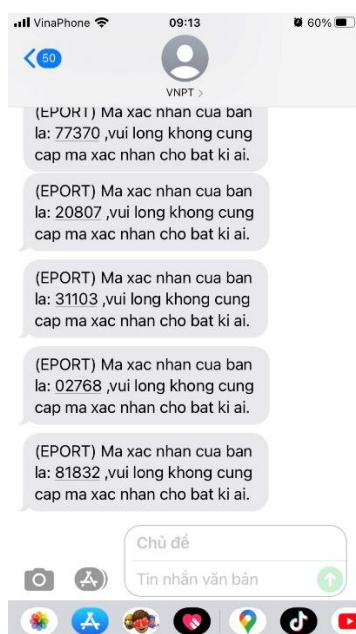 VinaPhone 09:13 60%
50
VNPT >
(EPORT) Ma xac nhan cua ban
la: 77370 ,vui long khong cung
cap ma xac nhan cho bat ki ai.
(EPORT) Ma xac nhan cua ban
la: 20807 ,vui long khong cung
cap ma xac nhan cho bat ki ai.
(EPORT) Ma xac nhan cua ban
la: 31103 ,vui long khong cung
cap ma xac nhan cho bat ki ai.
(EPORT) Ma xac nhan cua ban
la: 02768 ,vui long khong cung
cap ma xac nhan cho bat ki ai.
(EPORT) Ma xac nhan cua ban
la: 81832 ,vui long khong cung
cap ma xac nhan cho bat ki ai.
Chủ đề
Tin nhắn văn bản